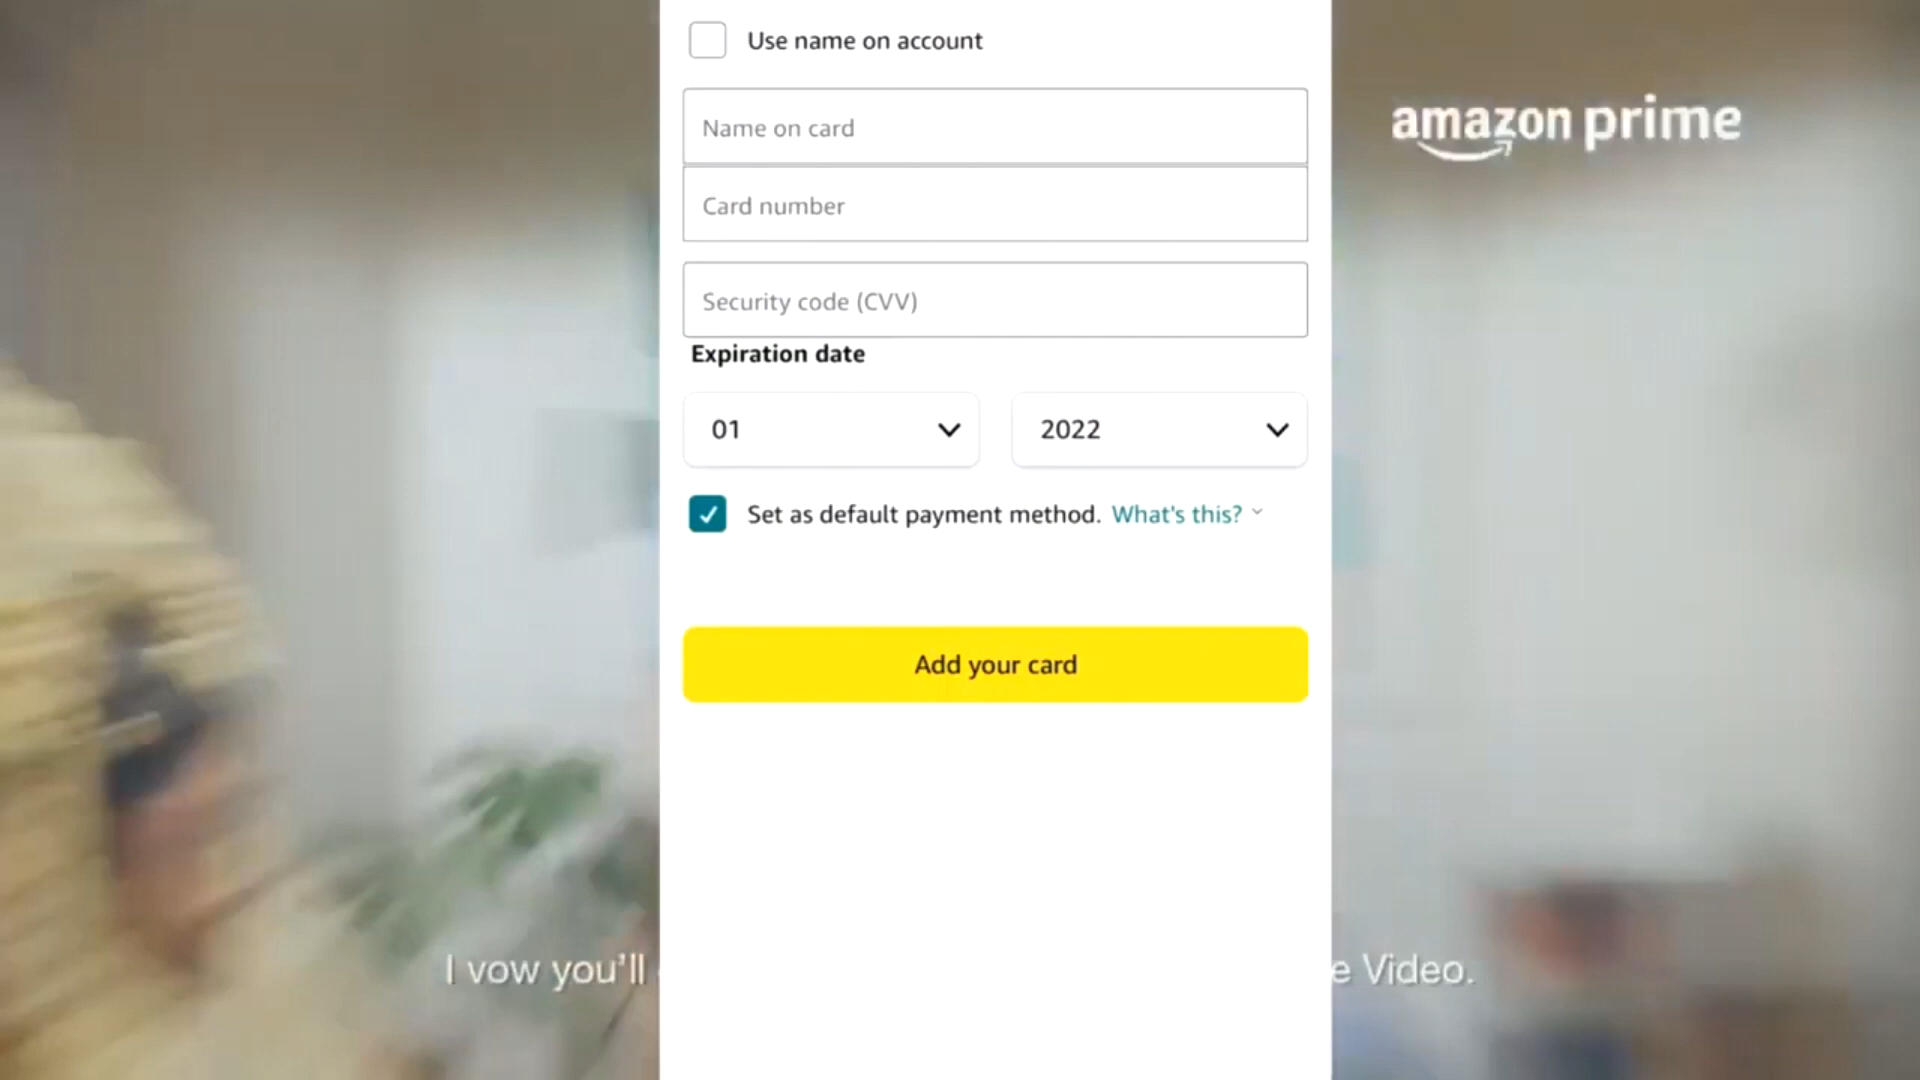 Use name on account
amazon prime
Name on card
Card number
Security code (CVV)
Expiration date
01
2022
Set as default payment method. What's this?
Add your card
I vow you'll
e Video.